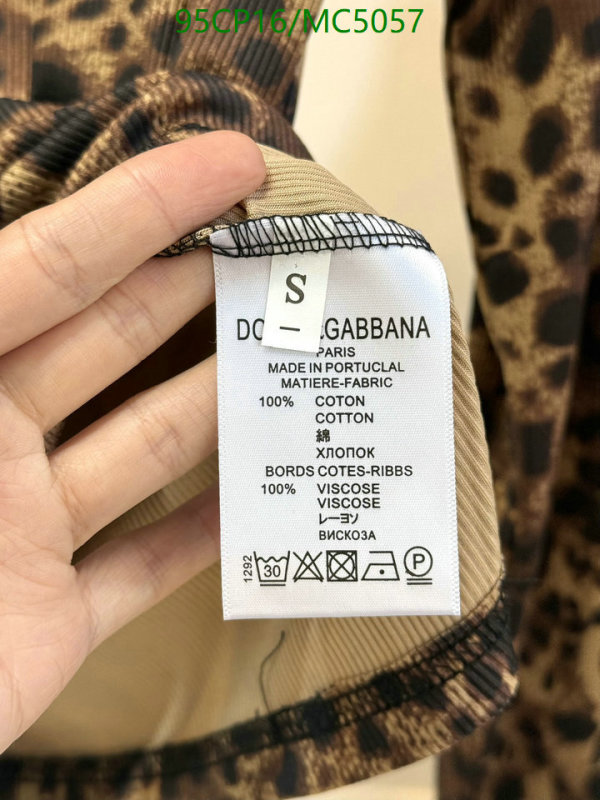 95CP16/MC5057
S
GABBANA
PARIS
MADE IN PORTUCLAL
MATIERE-FABRIC
100% COTON
COTTON
綿
ХЛОПОК
BORDS COTES-RIBBS
100% VISCOSE
VISCOSE
レーヨン
ВИСКОЗА
1292
30
P